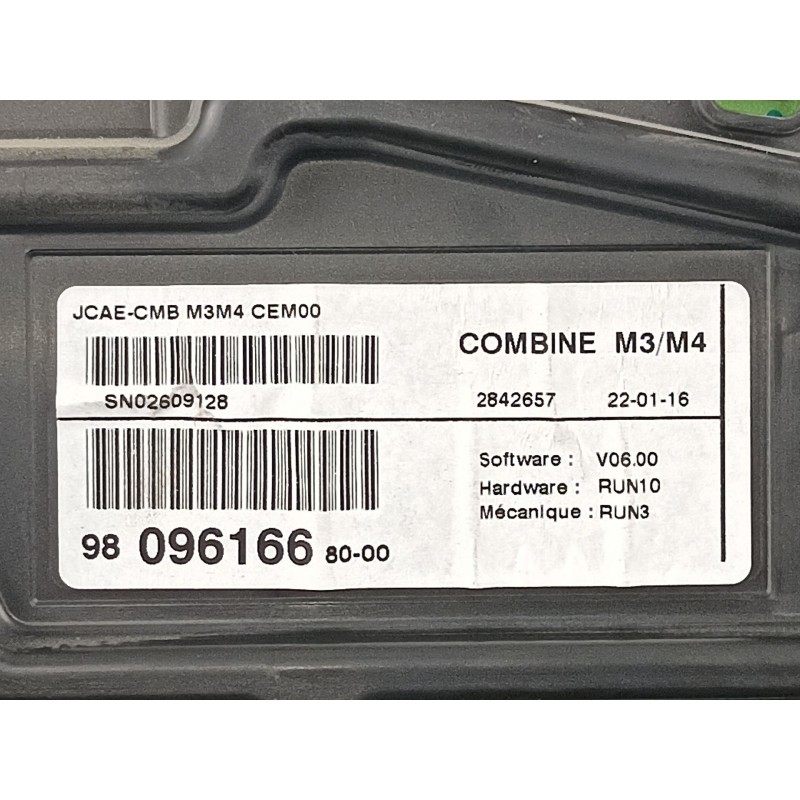 JCAE-CMB M3M4 CEM00
COMBINE M3/M4
SN02609128
2842657 22-01-16
Software : V06.00
Hardware : RUN10
Mécanique : RUN3
98 096166 80-00